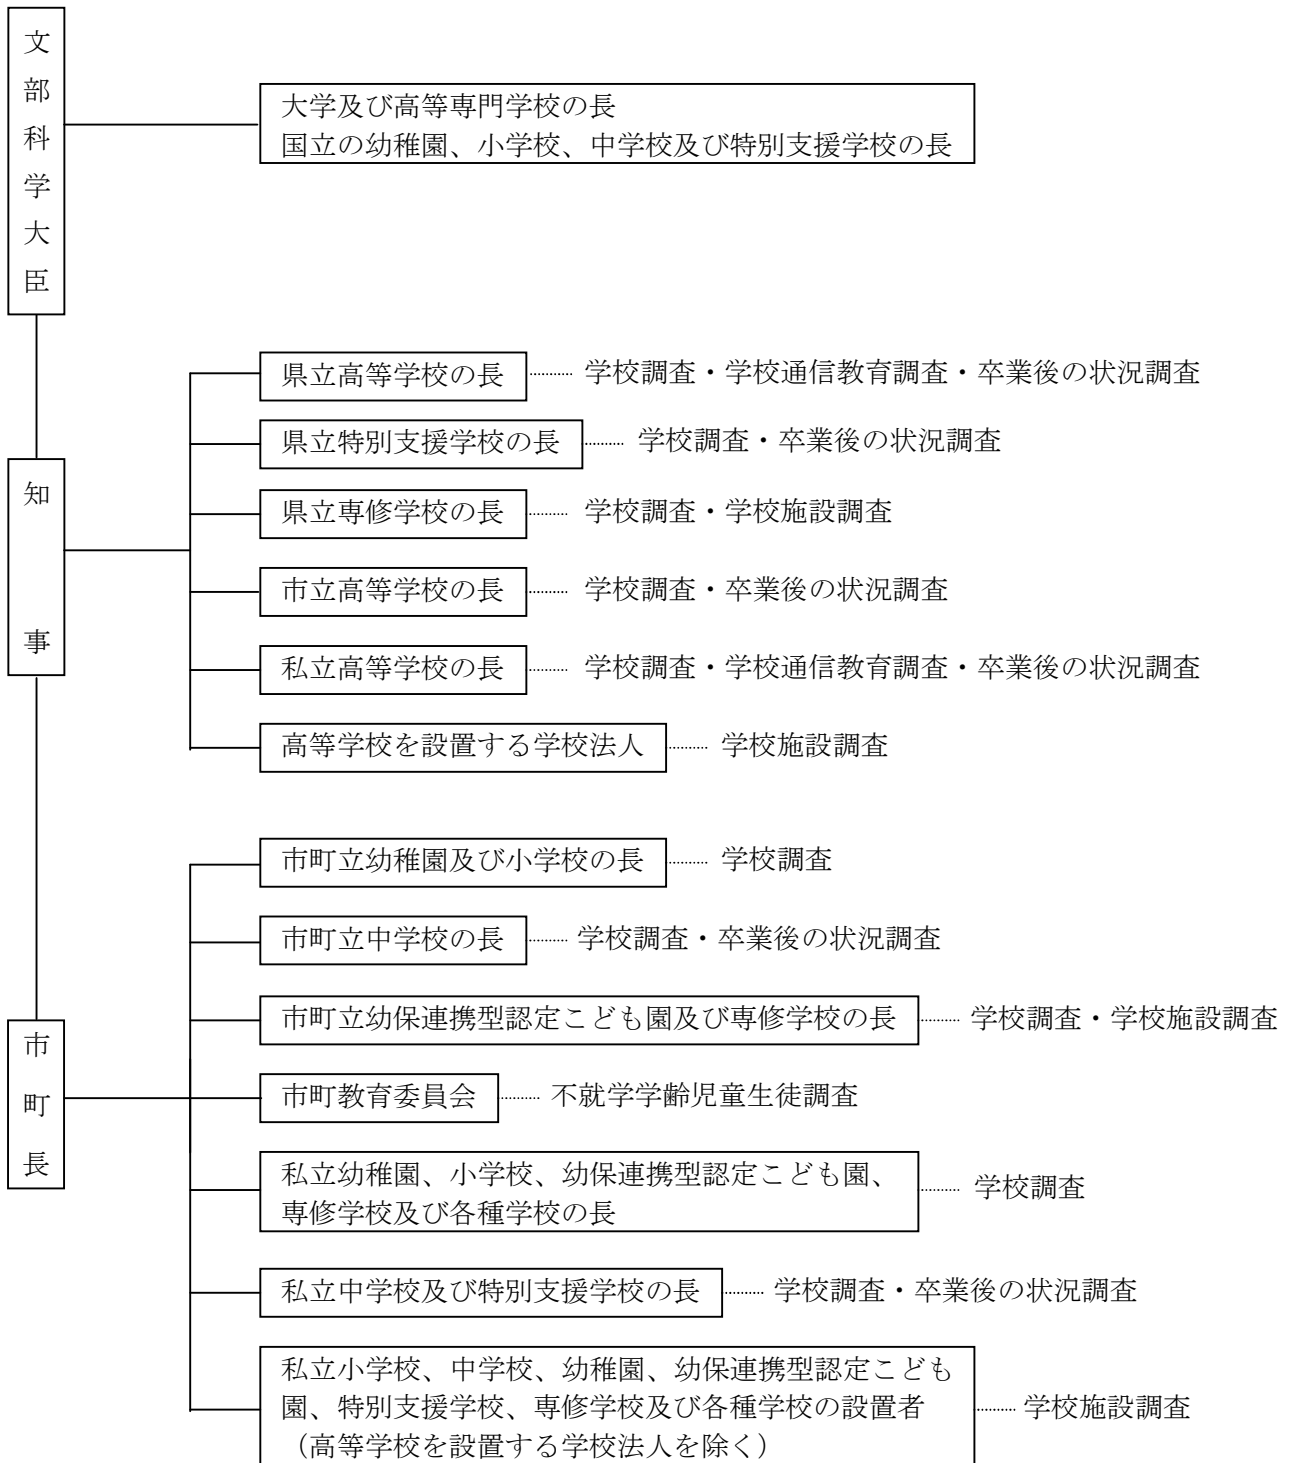 文部科学大臣
大学及び高等専門学校の長
国立の幼稚園、小学校、中学校及び特別支援学校の長
知事
県立高等学校の長 学校調査・学校通信教育調査・卒業後の状況調査
県立特別支援学校の長 学校調査・卒業後の状況調査
県立専修学校の長 学校調査・学校施設調査
市立高等学校の長 学校調査・卒業後の状況調査
私立高等学校の長 学校調査・学校通信教育調査・卒業後の状況調査
高等学校を設置する学校法人 学校施設調査
市町長
市町立幼稚園及び小学校の長 学校調査
市町立中学校の長 学校調査・卒業後の状況調査
市町立幼保連携型認定こども園及び専修学校の長 学校調査・学校施設調査
市町教育委員会 不就学学齢児童生徒調査
私立幼稚園、小学校、幼保連携型認定こども園、
専修学校及び各種学校の長 学校調査
私立中学校及び特別支援学校の長 学校調査・卒業後の状況調査
私立小学校、中学校、幼稚園、幼保連携型認定こども
園、特別支援学校、専修学校及び各種学校の設置者 学校施設調査
（高等学校を設置する学校法人を除く）